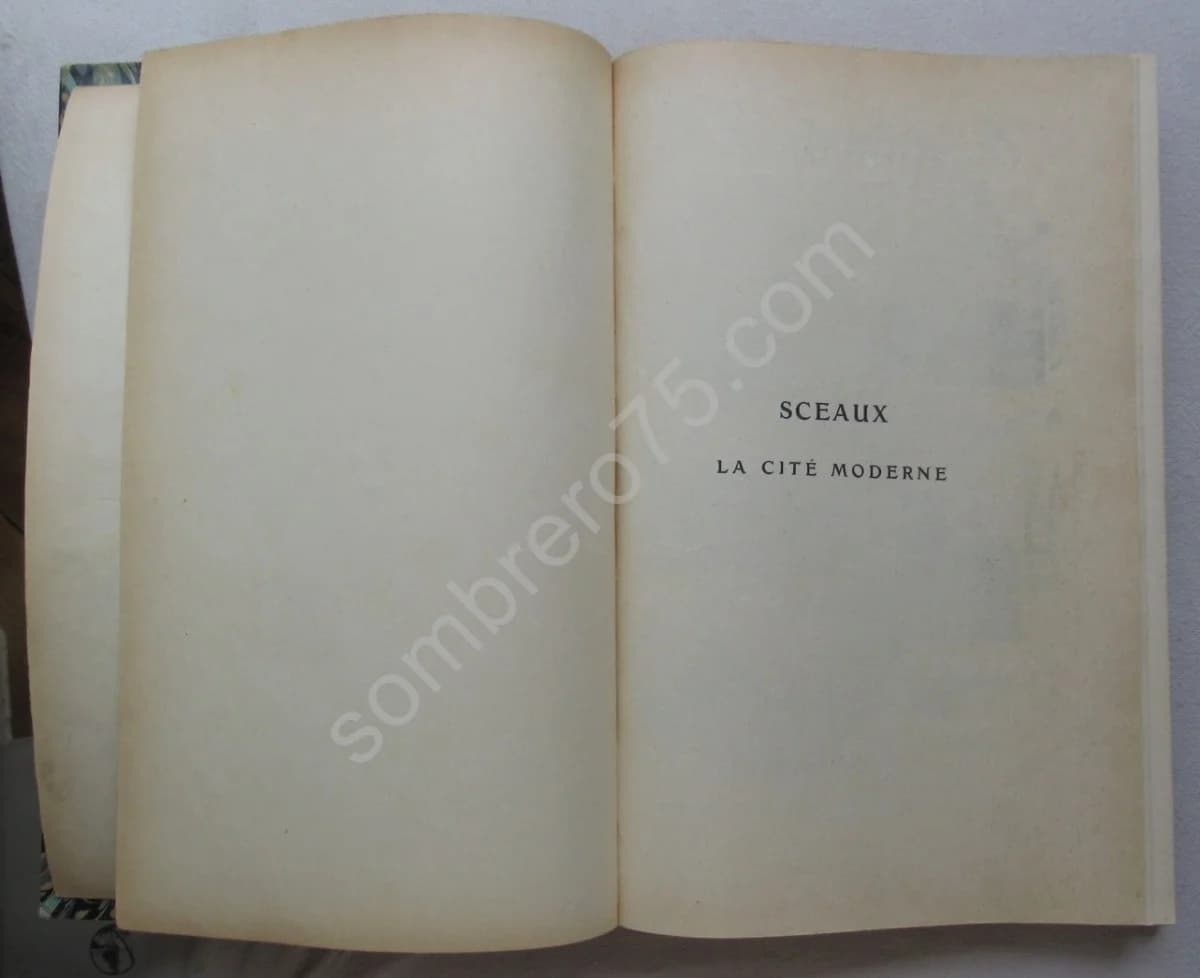 SCEAUX
LA CITÉ MODERNE
sombrero75.com